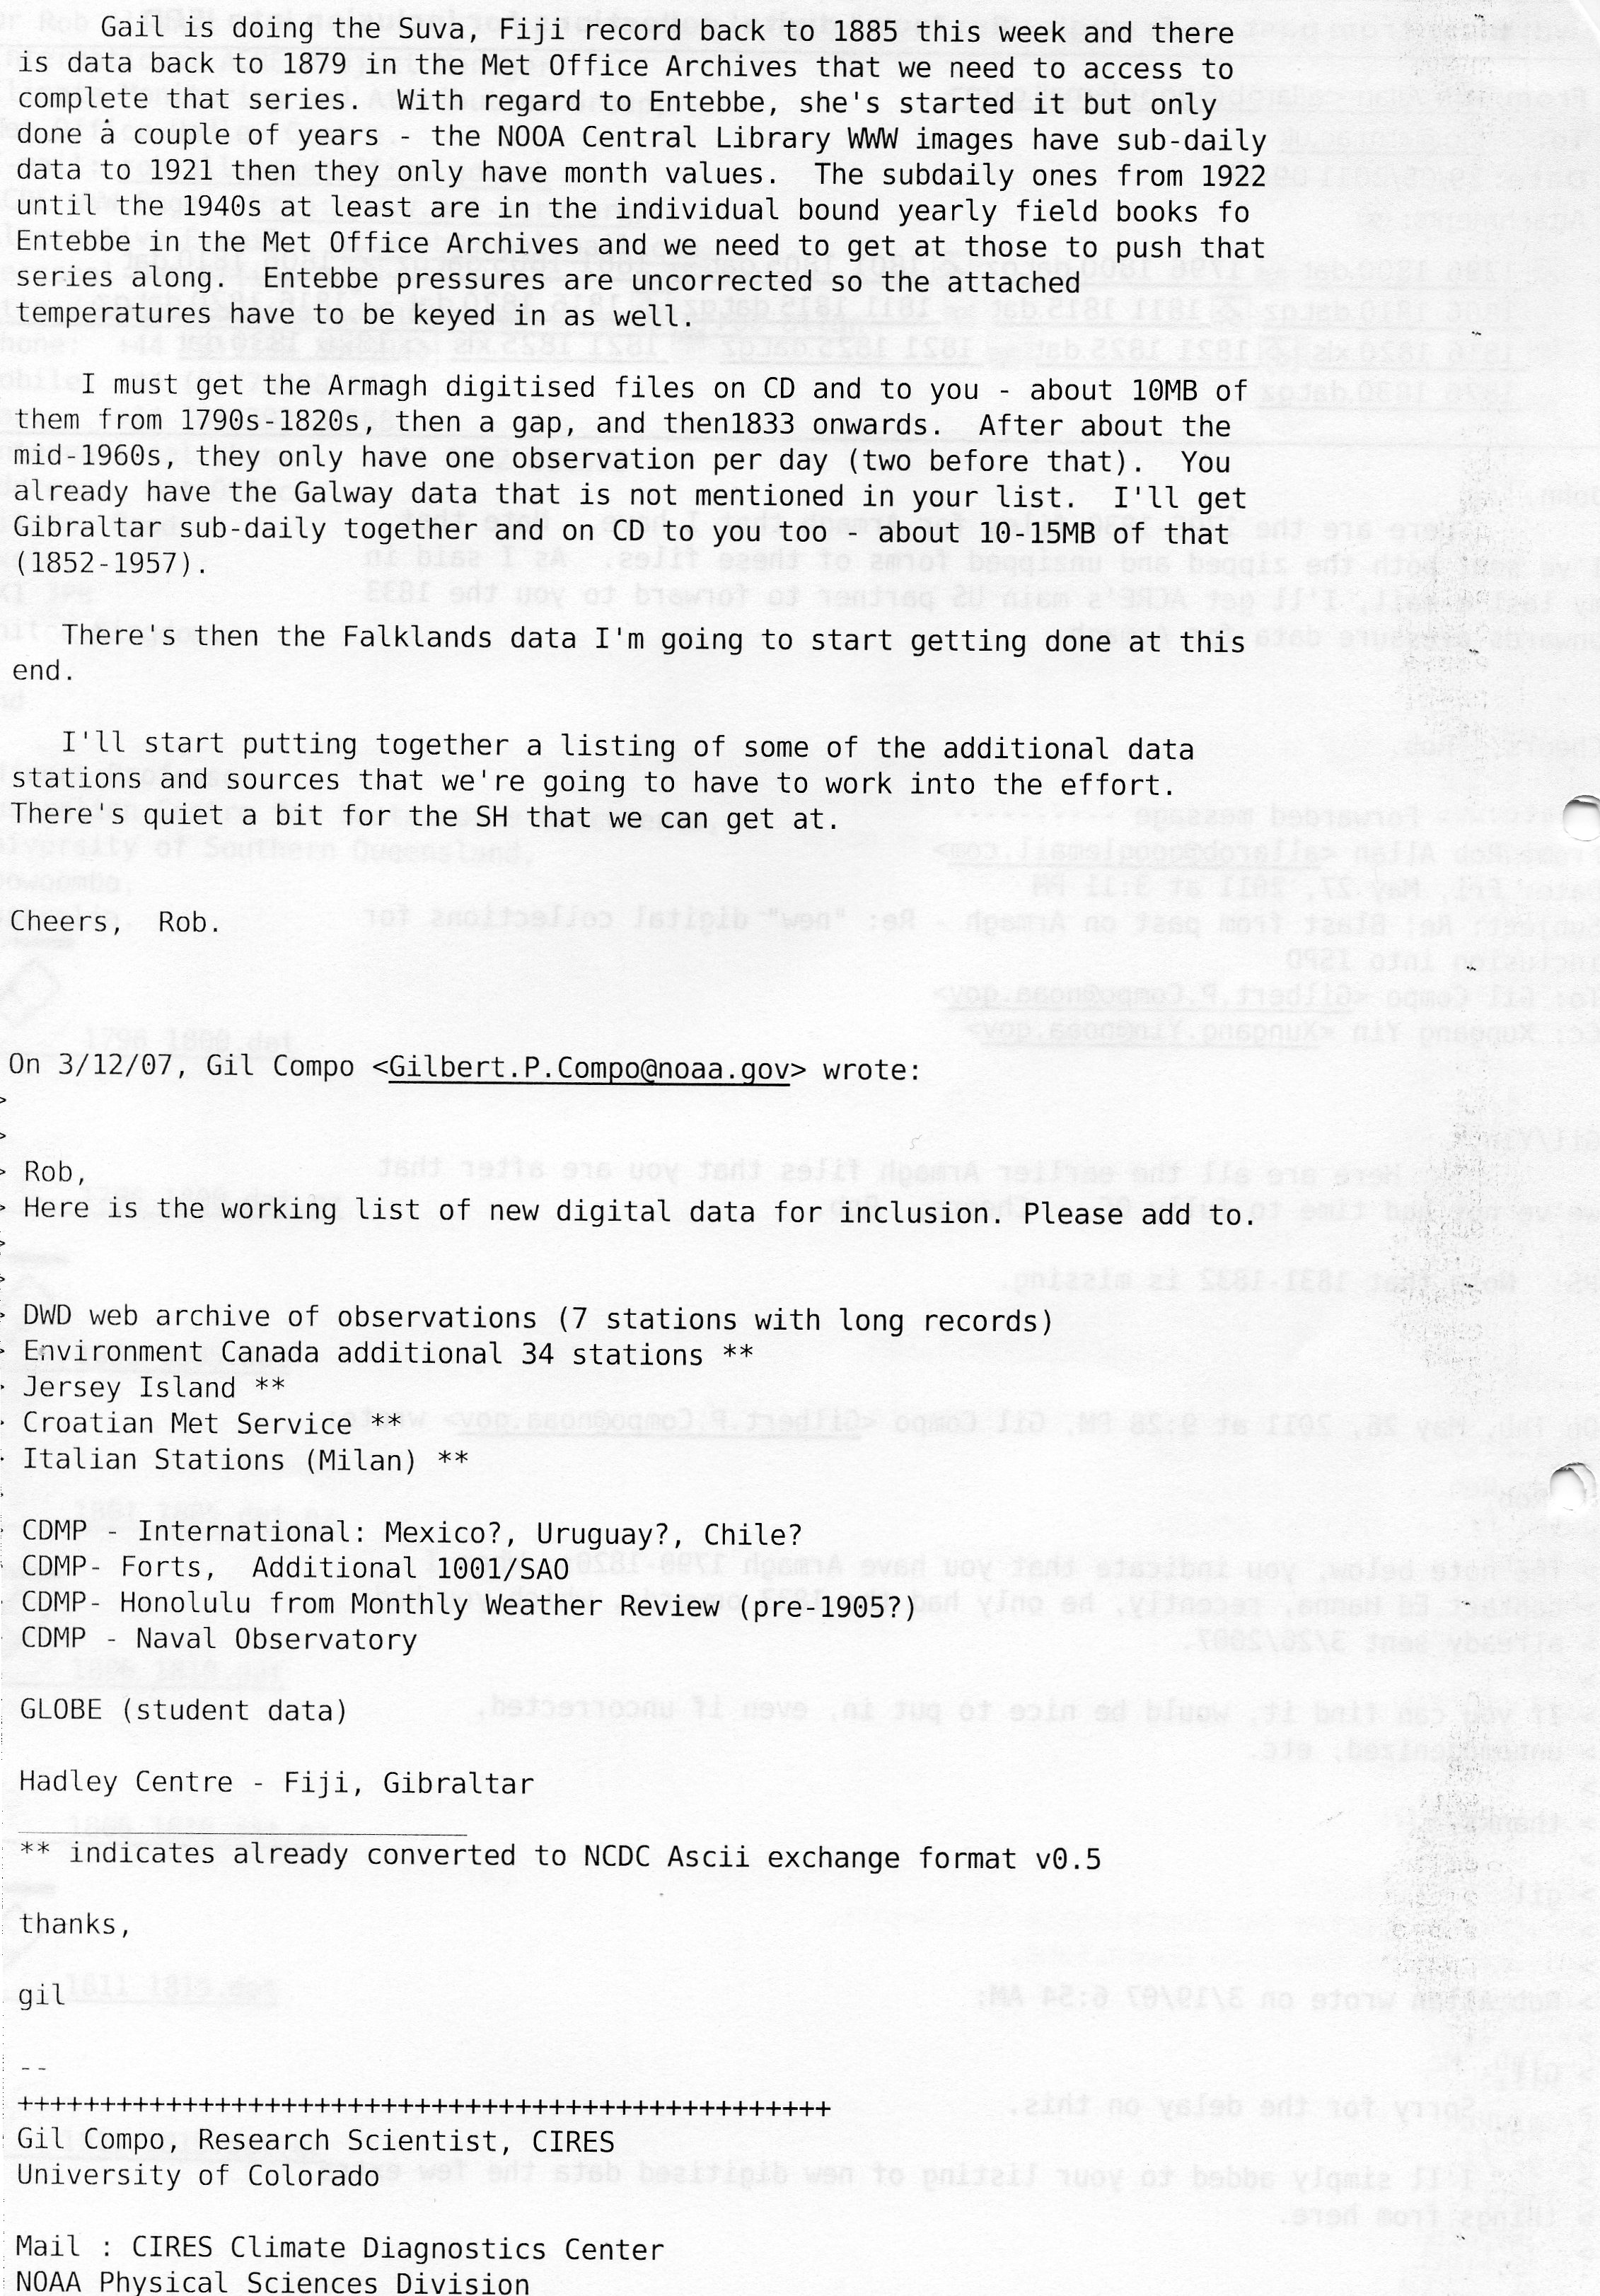 Gail is doing the Suva, Fiji record back to 1885 this week and there
is data back to 1879 in the Met Office Archives that we need to access to
complete that series.  With regard to Entebbe, she's started it but only
done a couple of years - the NOOA Central Library WWW images have sub-daily
data to 1921 then they only have month values.  The subdaily ones from 1922
until the 1940s at least are in the individual bound yearly field books fo
Entebbe in the Met Office Archives and we need to get at those to push that
series along.  Entebbe pressures are uncorrected so the attached
temperatures have to be keyed in as well.
I must get the Armagh digitised files on CD and to you - about 10MB of
them from 1790s-1820s, then a gap, and then1833 onwards.  After about the
mid-1960s, they only have one observation per day (two before that).  You
already have the Galway data that is not mentioned in your list.  I'll get
Gibraltar sub-daily together and on CD to you too - about 10-15MB of that
(1852-1957).
There's then the Falklands data I'm going to start getting done at this
end.
I'll start putting together a listing of some of the additional data
stations and sources that we're going to have to work into the effort.
There's quiet a bit for the SH that we can get at.
Cheers,  Rob.
On 3/12/07, Gil Compo <Gilbert.P.Compo@noaa.gov> wrote:
>
>
> Rob,
> Here is the working list of new digital data for inclusion. Please add to.
>
>
> DWD web archive of observations (7 stations with long records)
> Environment Canada additional 34 stations **
> Jersey Island **
Croatian Met Service **
Italian Stations (Milan) **
CDMP - International: Mexico?, Uruguay?, Chile?
CDMP- Forts,  Additional 1001/SAO
CDMP- Honolulu from Monthly Weather Review (pre-1905?)
CDMP - Naval Observatory
GLOBE (student data)
Hadley Centre - Fiji, Gibraltar
___________________________
** indicates already converted to NCDC Ascii exchange format v0.5
thanks,
gil
--
+++++++++++++++++++++++++++++++++++++++++++++++++
Gil Compo, Research Scientist, CIRES
University of Colorado
Mail : CIRES Climate Diagnostics Center
NOAA Physical Sciences Division